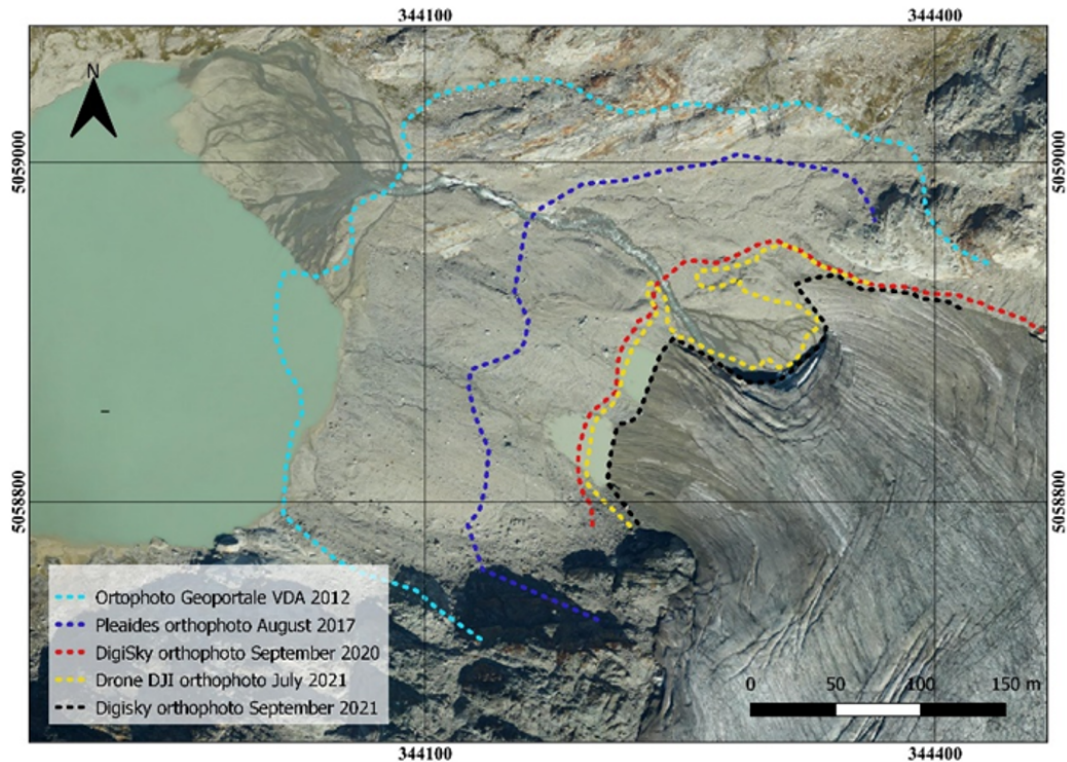 344100 344400
N
5059000 5059000
5058800 5058800
Ortophoto Geoportale VDA 2012
Pleaides orthophoto August 2017
DigiSky orthophoto September 2020
Drone DJI orthophoto July 2021
Digisky orthophoto September 2021
0 50 100 150 m
344100 344400